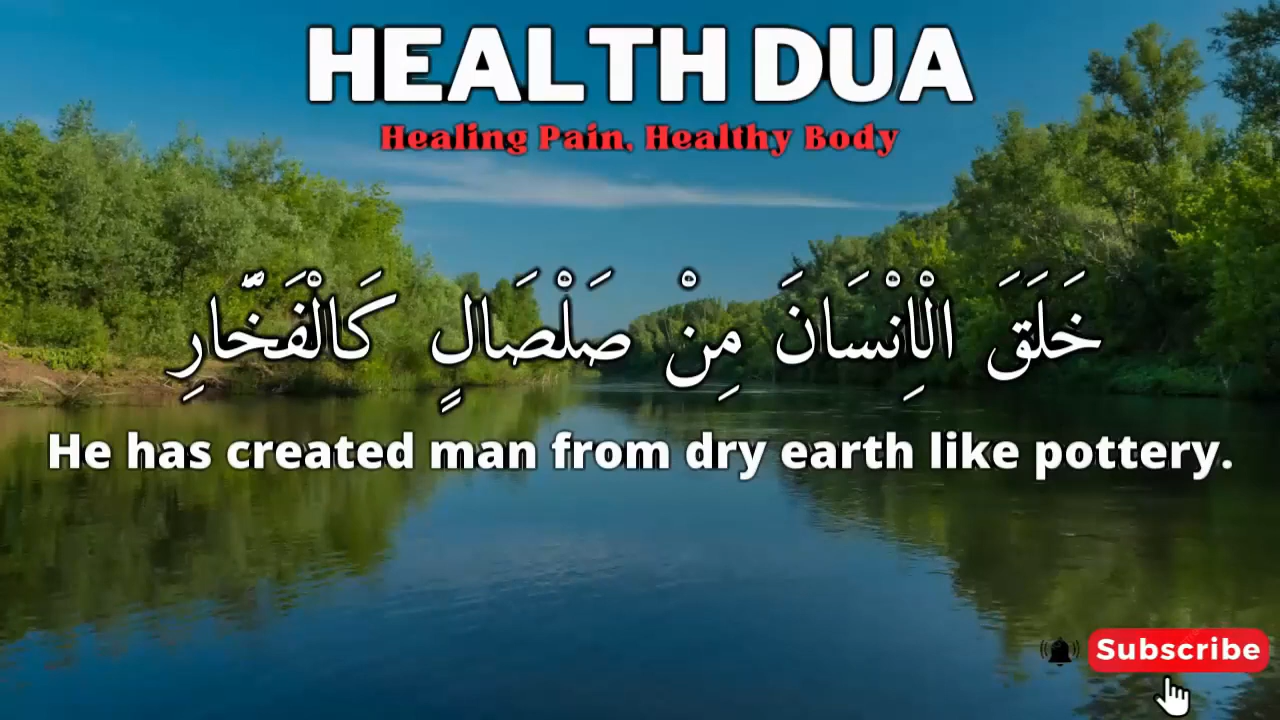 HEALTH DUA
Healing Pain, Healthy Body
خَلَقَ الْاِنْسَانَ مِنْ صَلْصَالٍ كَالْفَخَّارِ
He has created man from dry earth like pottery.
Subscribe